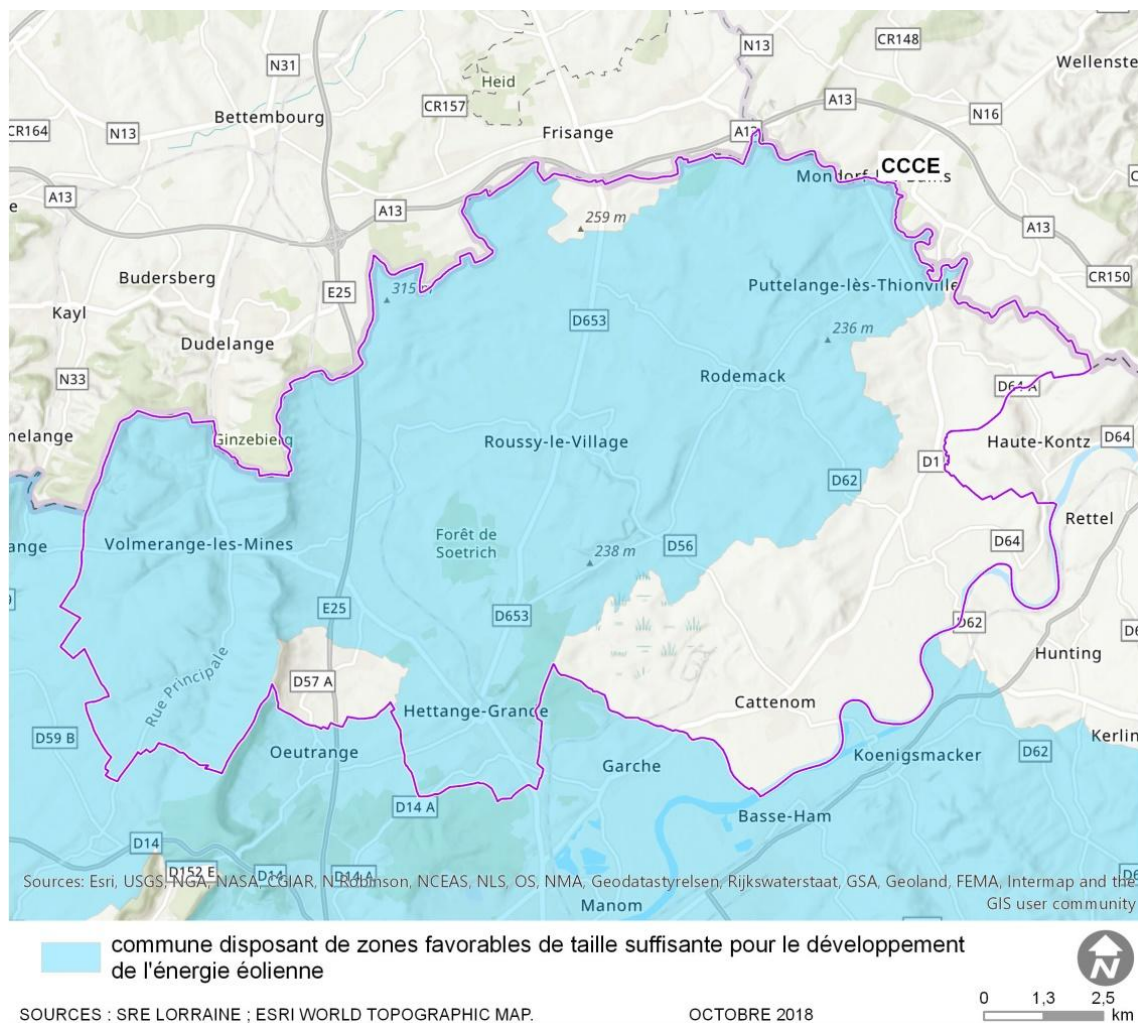 N13
CR148
Wellenste
N31
Heid
CR157
A13
N16
CR164
N13
Bettembourg
Frisange
CCCE
A13
259 m
A13
Budersberg
E25
CR150
Kayl
315
Puttelange-lès-Thionville
D653
236 m
Dudelange
N33
Rodemack
D64 A
nelange
Ginzebierg
Roussy-le-Village
Haute-Kontz
D64
D1
D62
Rettel
Forêt de
Soetrich
ange
Volmerange-les-Mines
238 m
D56
D64
E25
D653
D62
Hunting
Rue Principale
D57 A
Hettange-Grande
Cattenom
D59 B
Oeutrange
Garche
Koenigsmacker
D62
Kerlin
D14 A
Basse-Ham
D14
D152 E
D14
D14 A
Sources: Esri, USGS, NGA, NASA, CGIAR, N Robinson, NCEAS, NLS, OS, NMA, Geodatastyrelsen, Rijkswaterstaat, GSA, Geoland, FEMA, Intermap and the
GIS user community
Manom
commune disposant de zones favorables de taille suffisante pour le développement
de l'énergie éolienne
N
SOURCES : SRE LORRAINE ; ESRI WORLD TOPOGRAPHIC MAP.
OCTOBRE 2018
0 1,3 2,5
km